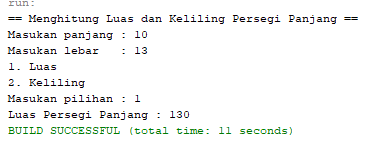 run:
== Menghitung Luas dan Keliling Persegi Panjang ==
Masukan panjang : 10
Masukan lebar   : 13
1. Luas
2. Keliling
Masukan pilihan : 1
Luas Persegi Panjang : 130
BUILD SUCCESSFUL (total time: 11 seconds)